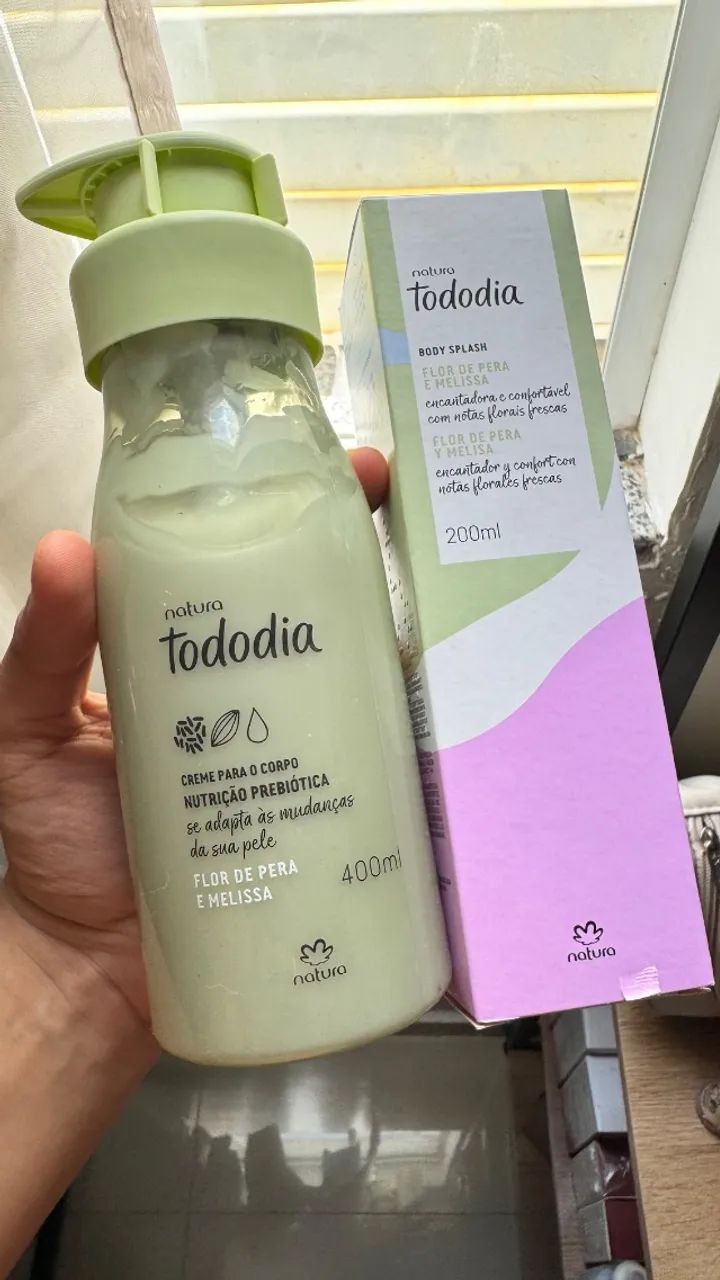 natura
tododia
CREME PARA O CORPO
NUTRIÇÃO PREBIÓTICA
se adapta às mudanças
da sua pele
FLOR DE PERA
E MELISSA
400ml
natura
natura
tododia
BODY SPLASH
FLOR DE PERA
E MELISSA
encantadora e confortável
com notas florais frescas
FLOR DE PERA
Y MELISA
encantador y confort con
notas florales frescas
200ml
natura